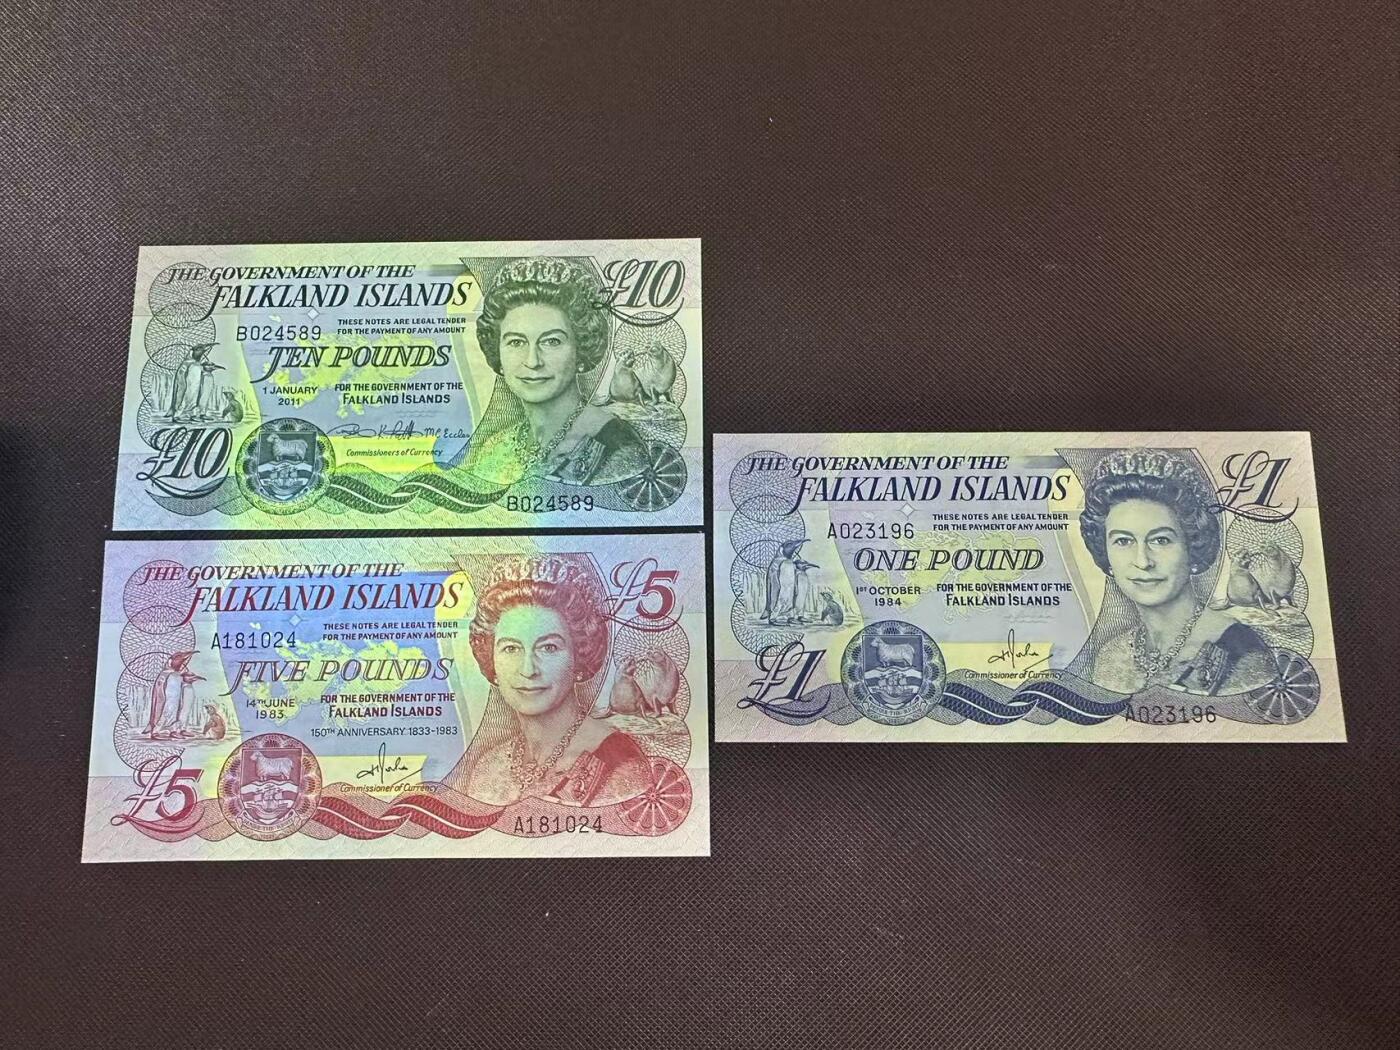 THE GOVERNMENT OF THE
FALKLAND ISLANDS
£10
THESE NOTES ARE LEGAL TENDER
FOR THE PAYMENT OF ANY AMOUNT
B024589
TEN POUNDS
1 JANUARY
2011
FOR THE GOVERNMENT OF THE
FALKLAND ISLANDS
Commissioners of Currency
£10
B024589
THE GOVERNMENT OF THE
FALKLAND ISLANDS
£5
THESE NOTES ARE LEGAL TENDER
FOR THE PAYMENT OF ANY AMOUNT
A181024
FIVE POUNDS
14TH JUNE
1983
FOR THE GOVERNMENT OF THE
FALKLAND ISLANDS
150TH ANNIVERSARY 1833-1983
Commissioner of Currency
£5
A181024
THE GOVERNMENT OF THE
FALKLAND ISLANDS
£1
THESE NOTES ARE LEGAL TENDER
FOR THE PAYMENT OF ANY AMOUNT
A023196
ONE POUND
1ST OCTOBER
1984
FOR THE GOVERNMENT OF THE
FALKLAND ISLANDS
Commissioner of Currency
£1
A023196